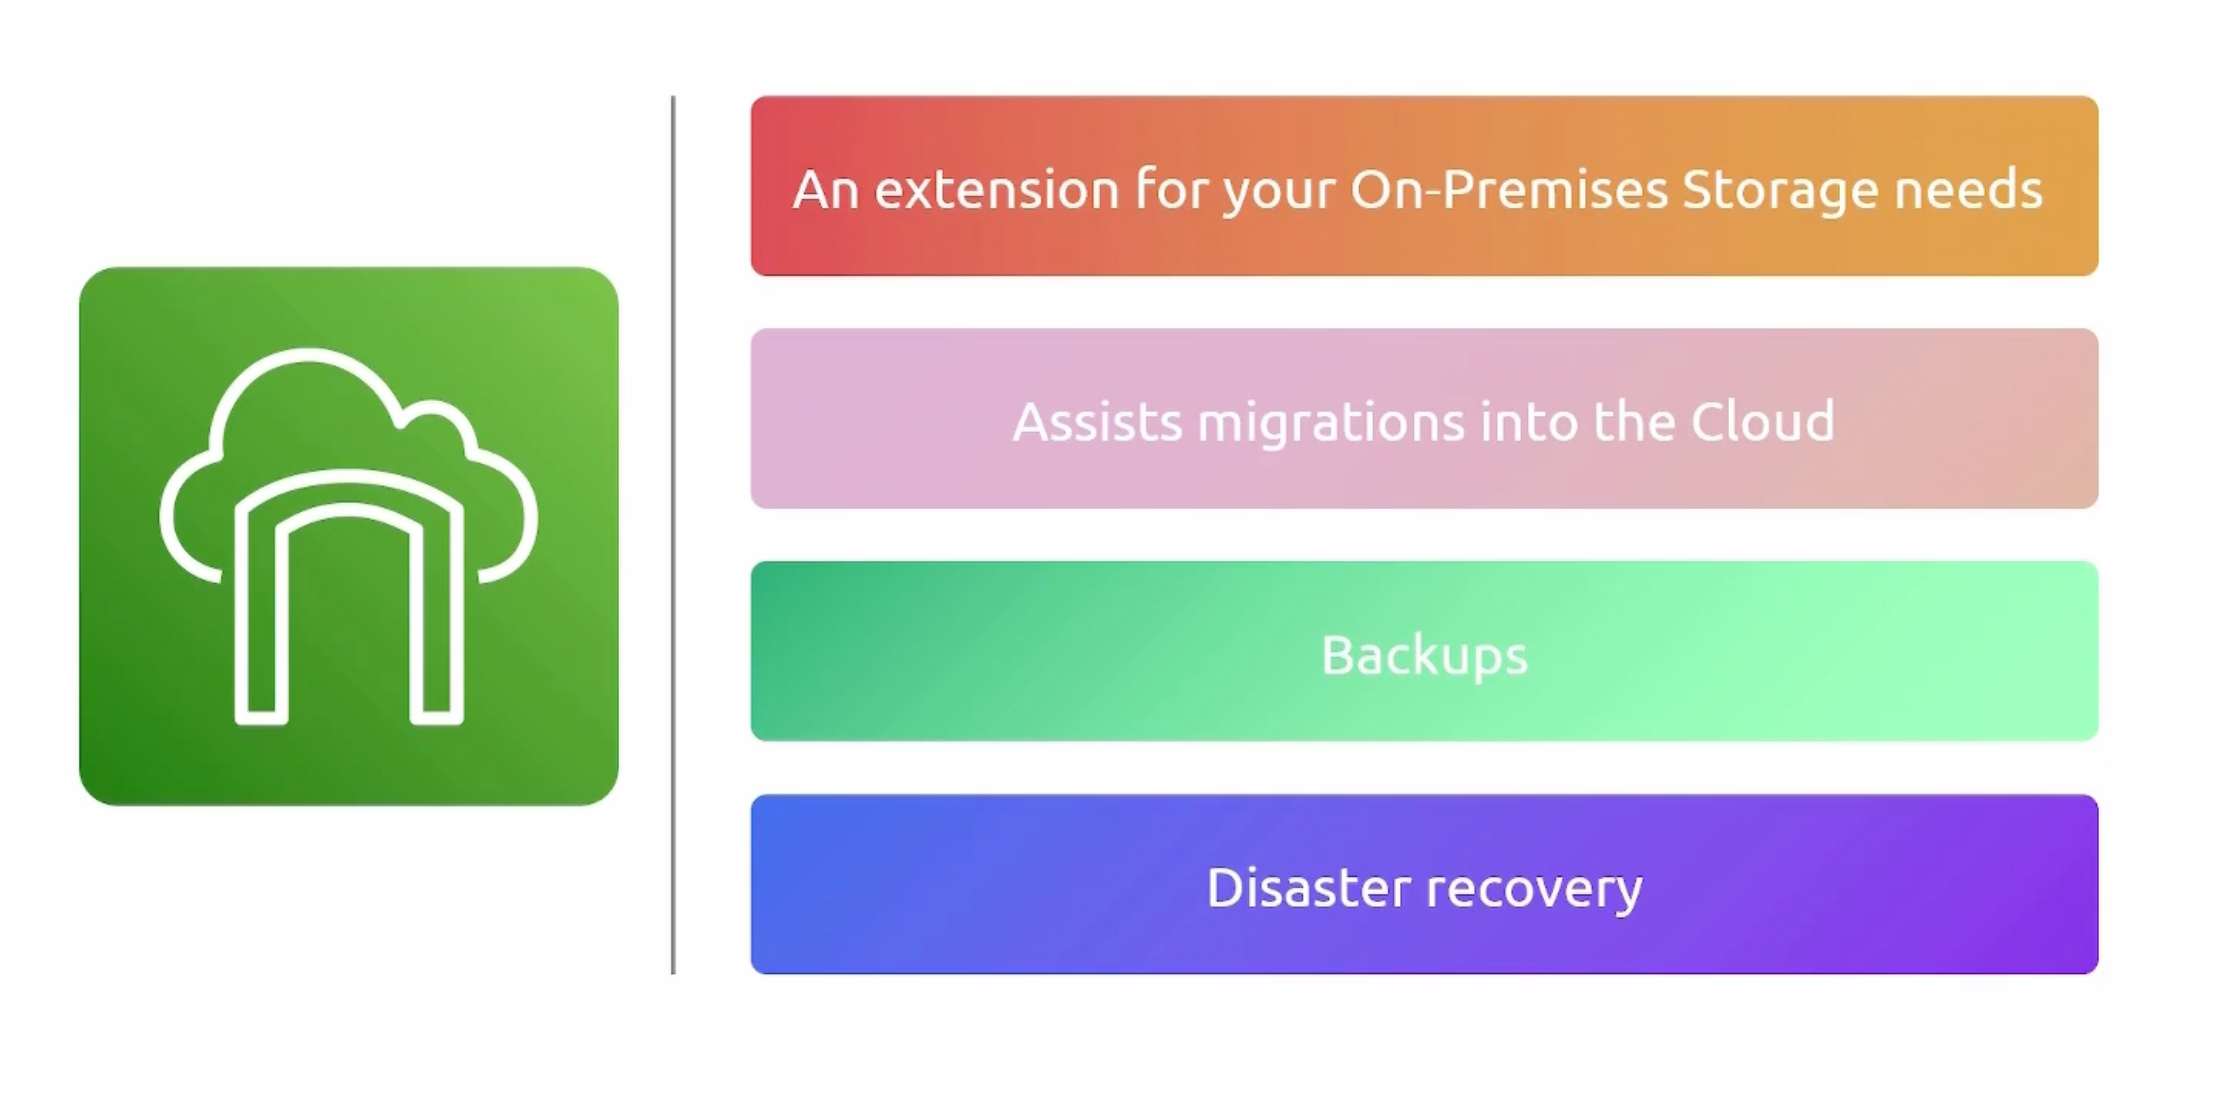 An extension for your On-Premises Storage needs
Assists migrations into the Cloud
Backups
Disaster recovery